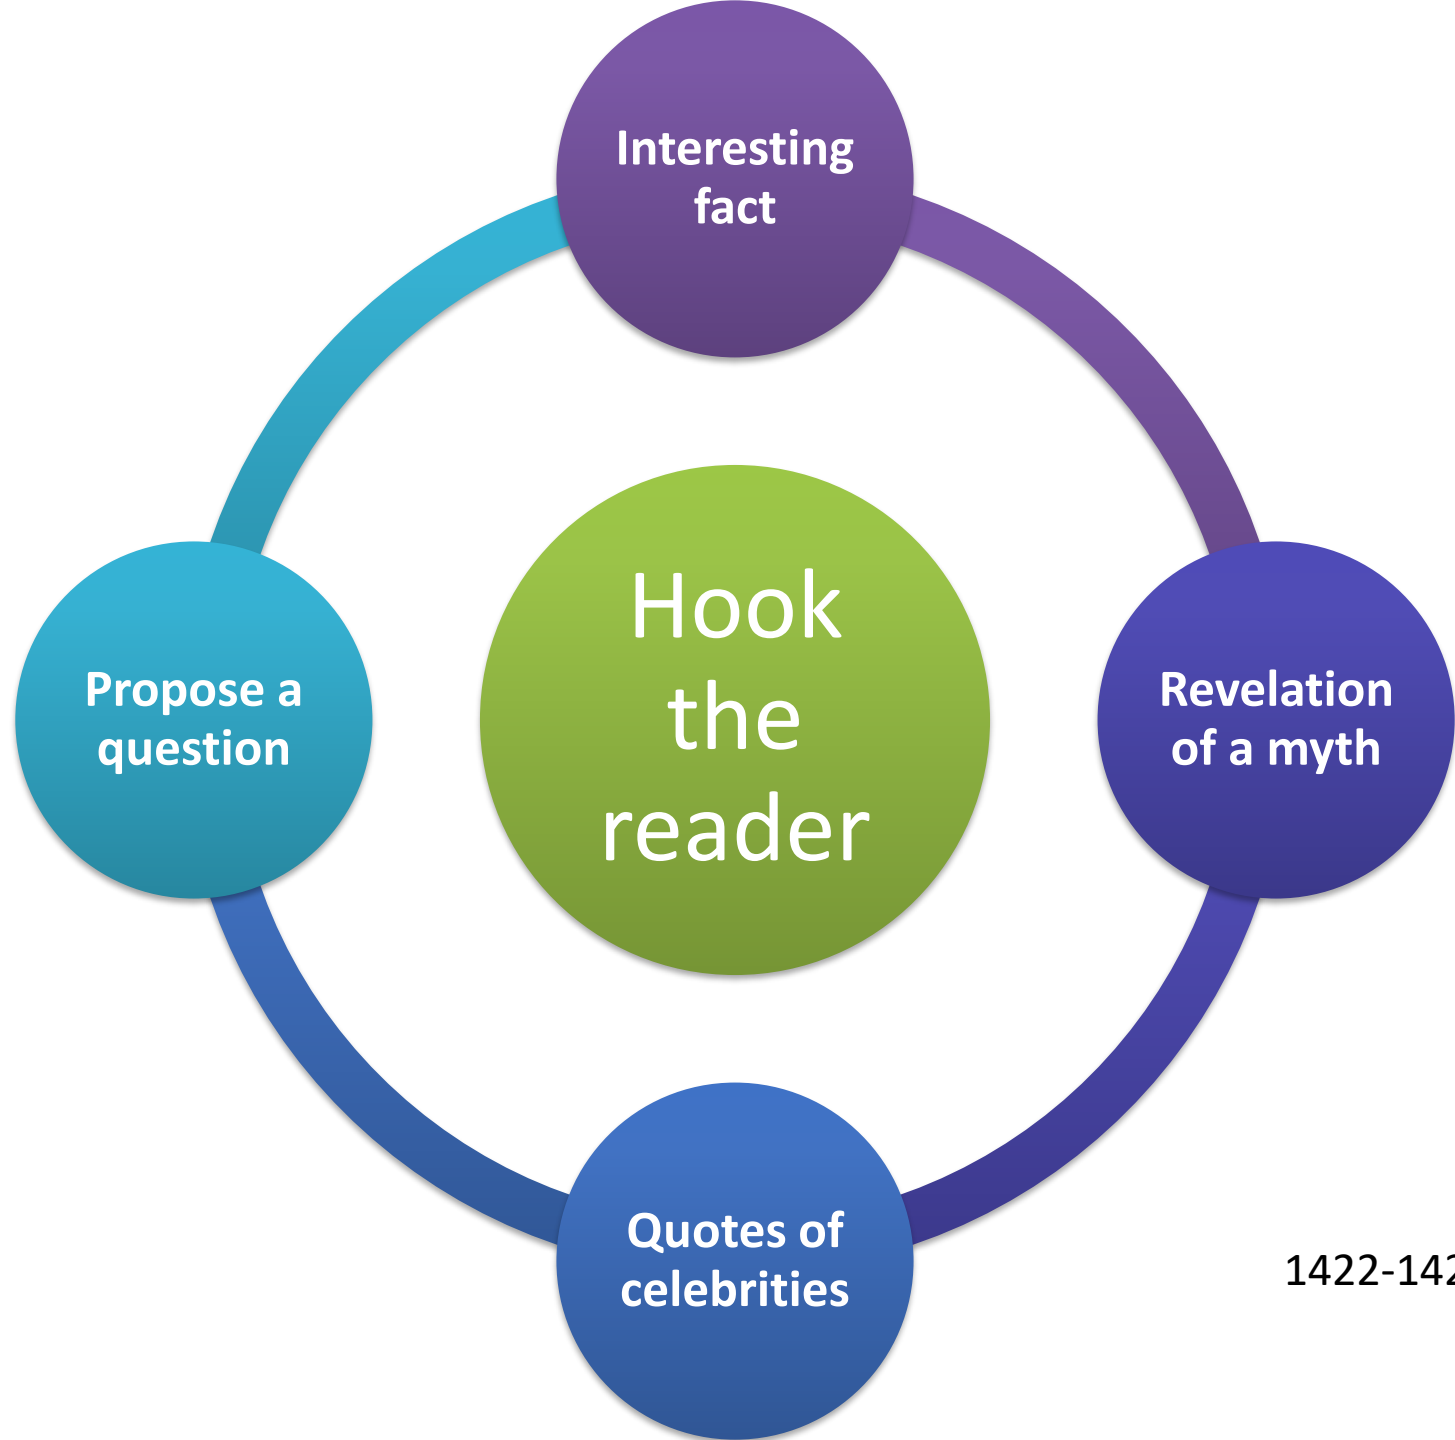 Interesting
fact
Propose a
question
Hook
the
reader
Revelation
of a myth
Quotes of
celebrities